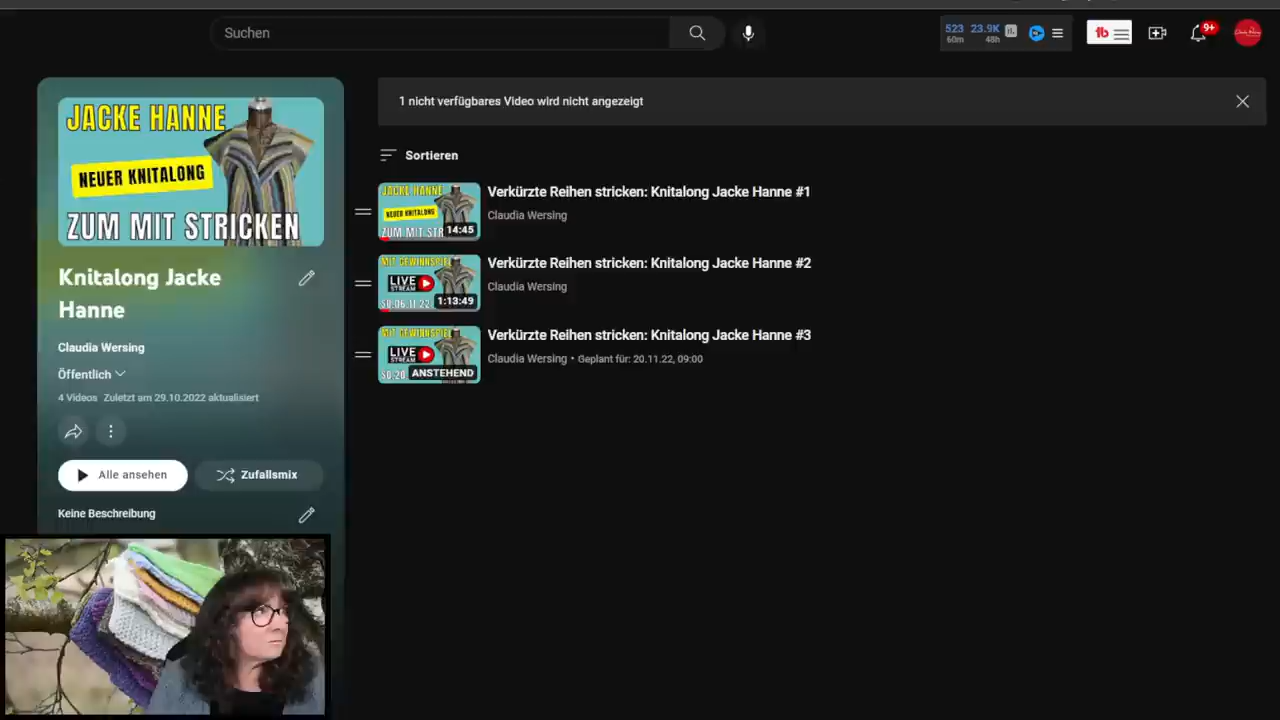 Suchen
523
60m
23.9K
48h
9+
JACKE HANNE
NEUER KNITALONG
ZUM MIT STRICKEN
Knitalong Jacke
Hanne
Claudia Wersing
Öffentlich
4 Videos Zuletzt am 29.10.2022 aktualisiert
Alle ansehen
Zufallsmix
Keine Beschreibung
1 nicht verfügbares Video wird nicht angezeigt
Sortieren
JACKE HANNE
NEUER KNITALONG
ZUM MIT STR
14:45
Verkürzte Reihen stricken: Knitalong Jacke Hanne #1
Claudia Wersing
MIT GEWINNSPIEL
LIVE
STREAM
SO.06.11.22
1:13:49
Verkürzte Reihen stricken: Knitalong Jacke Hanne #2
Claudia Wersing
MIT GEWINNSPIEL
LIVE
STREAM
SO.20
ANSTEHEND
Verkürzte Reihen stricken: Knitalong Jacke Hanne #3
Claudia Wersing • Geplant für: 20.11.22, 09:00